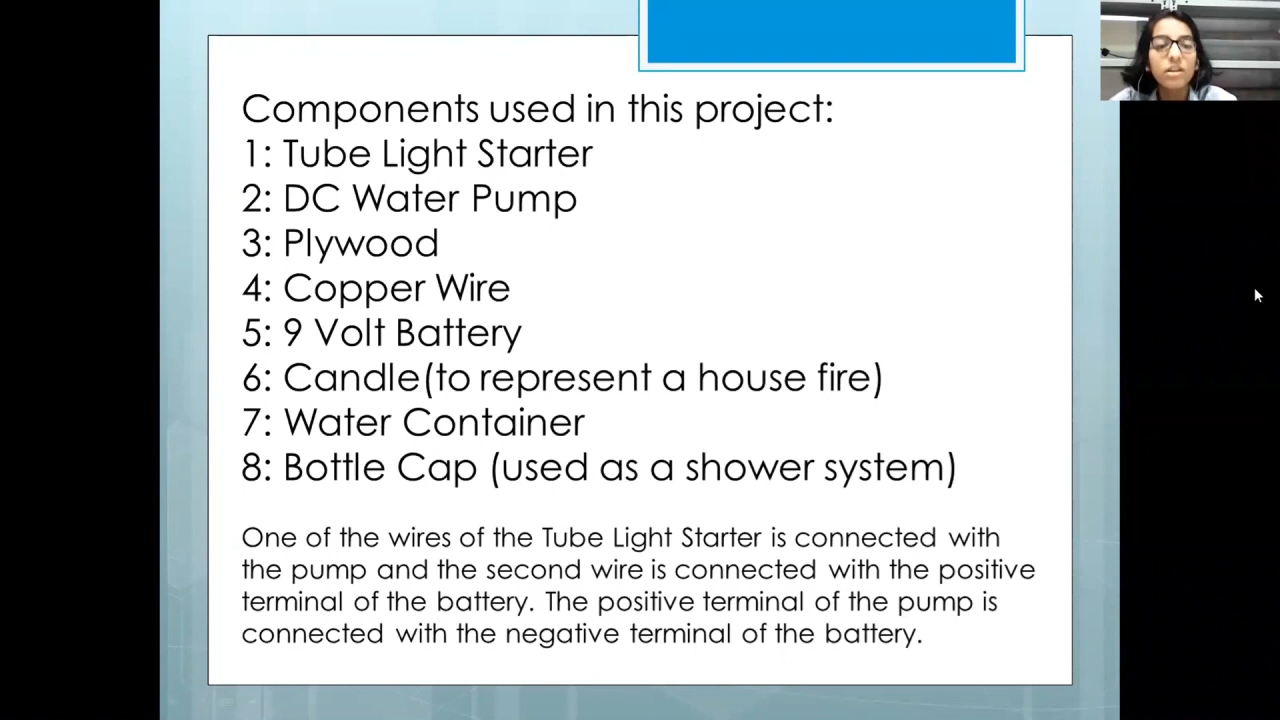 Components used in this project:
1: Tube Light Starter
2: DC Water Pump
3: Plywood
4: Copper Wire
5: 9 Volt Battery
6: Candle(to represent a house fire)
7: Water Container
8: Bottle Cap (used as a shower system)
One of the wires of the Tube Light Starter is connected with
the pump and the second wire is connected with the positive
terminal of the battery. The positive terminal of the pump is
connected with the negative terminal of the battery.